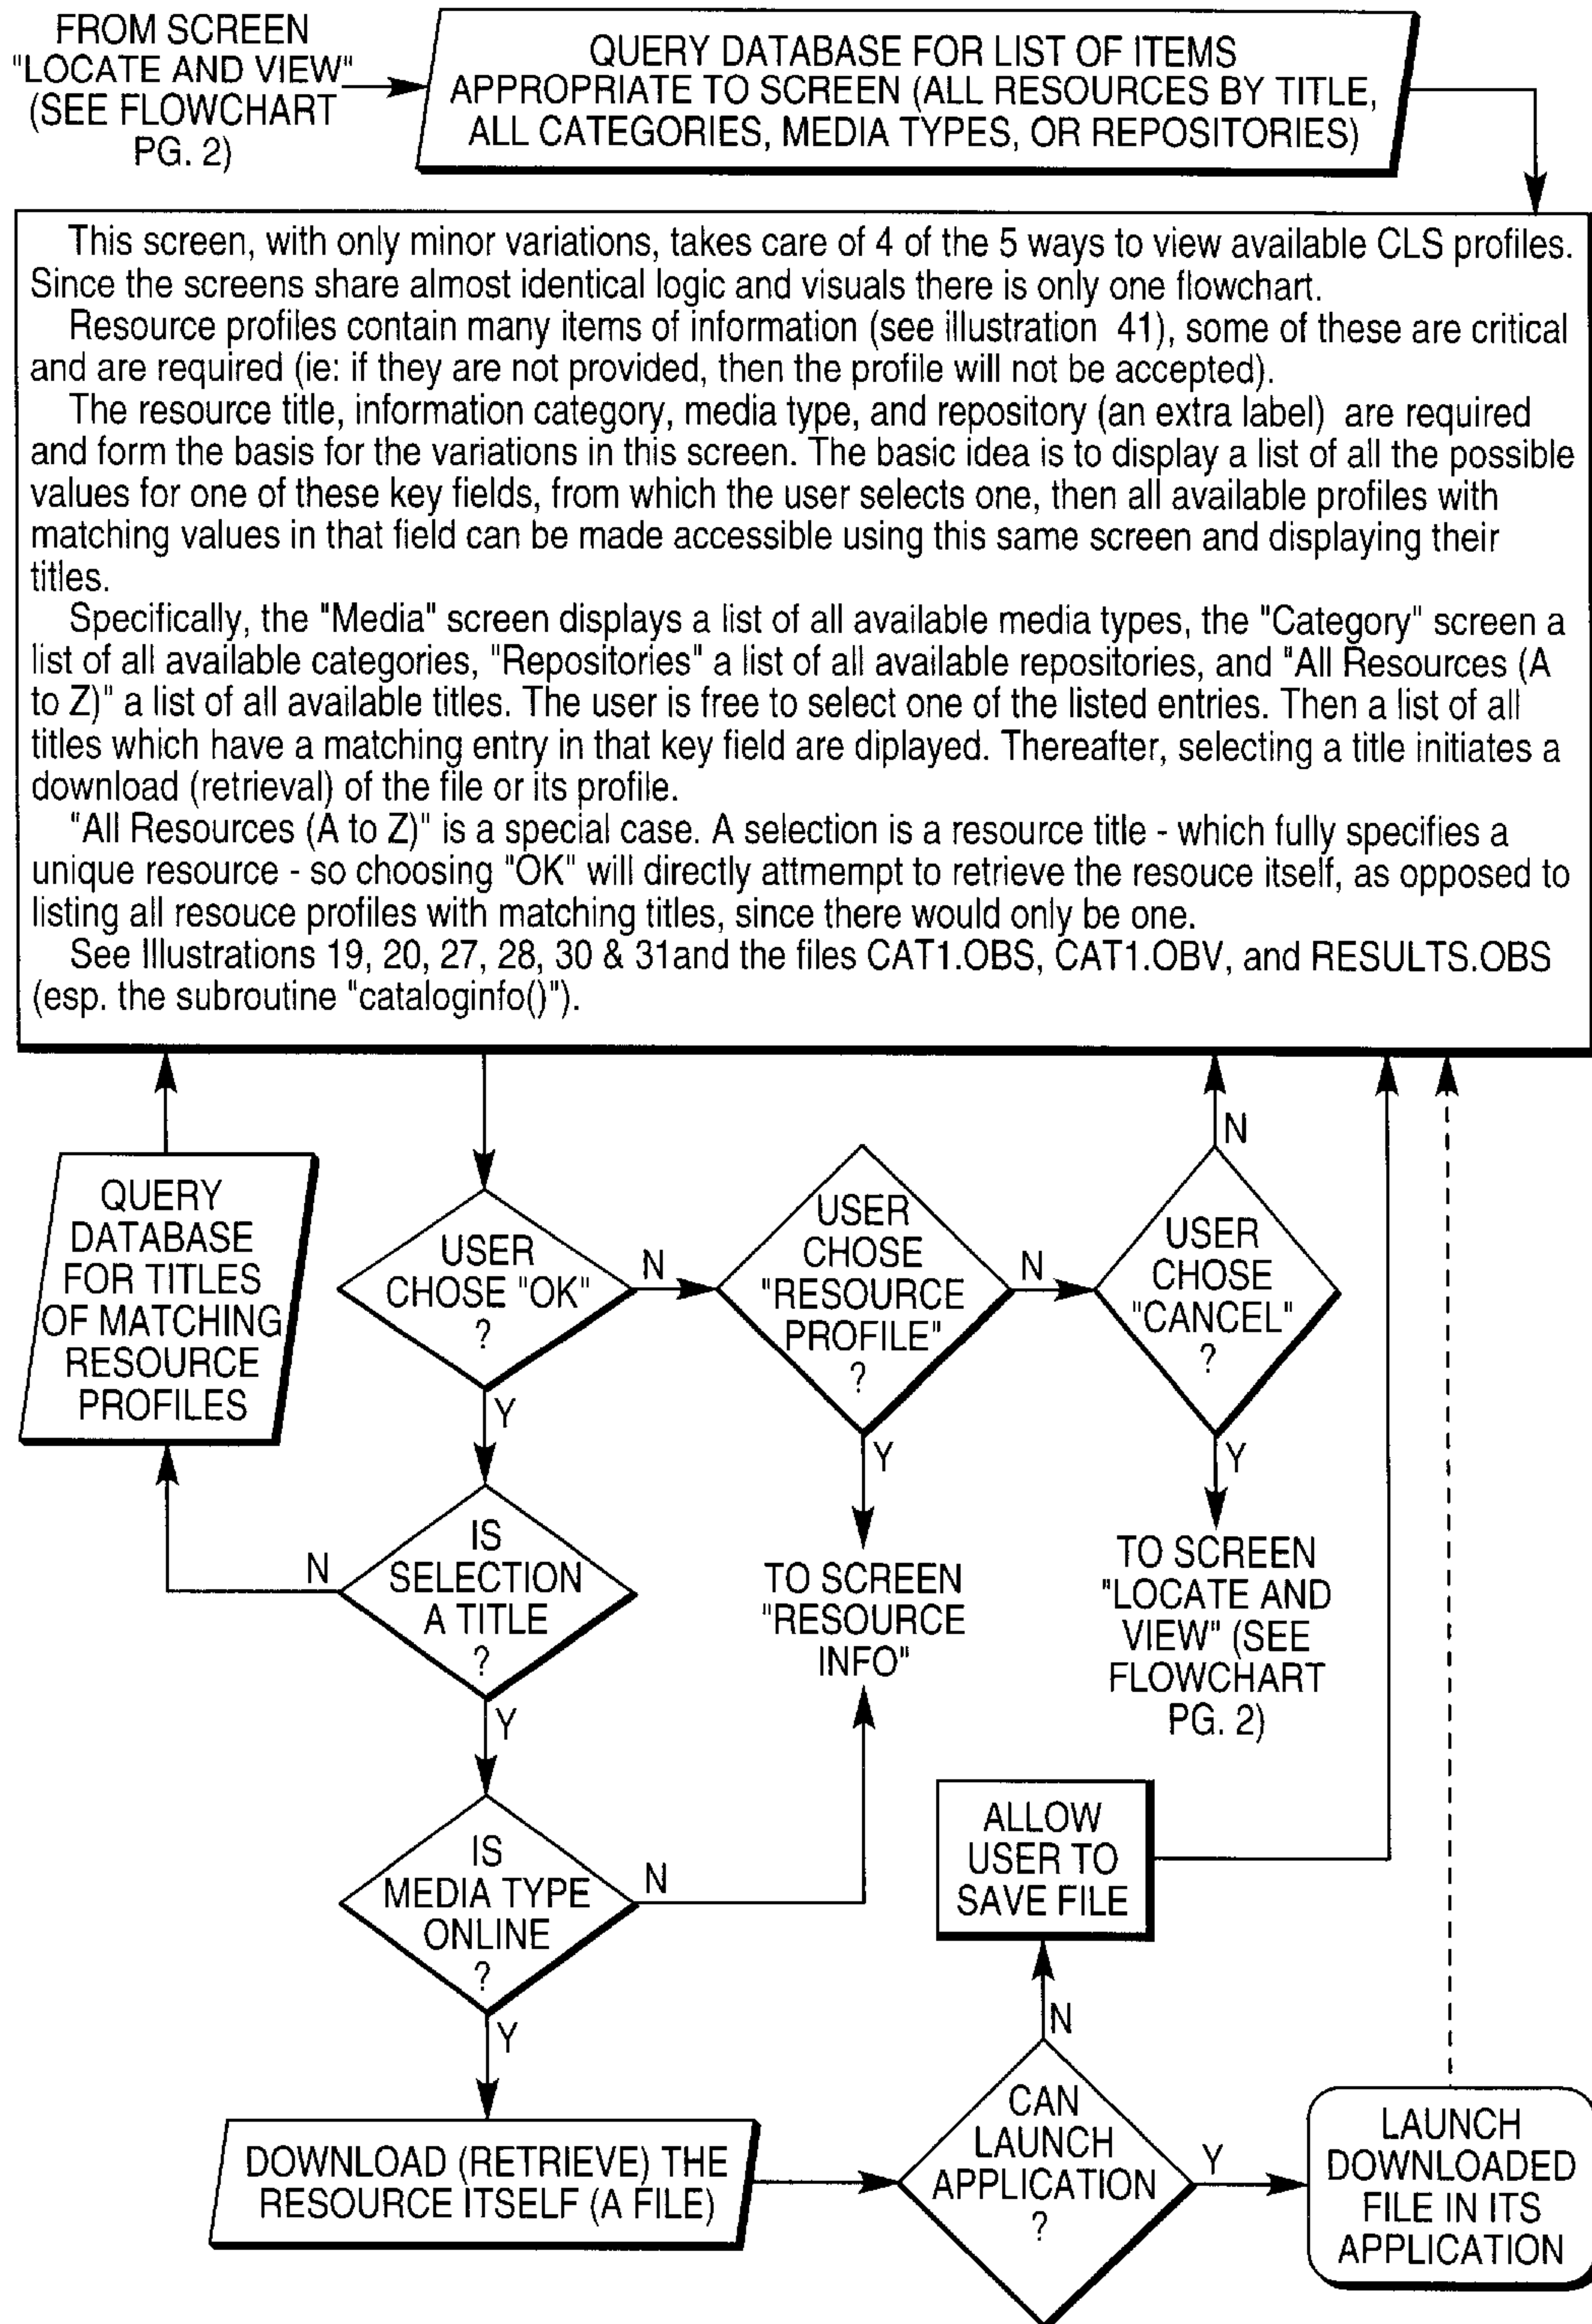 FROM SCREEN
"LOCATE AND VIEW"
(SEE FLOWCHART
PG. 2)
QUERY DATABASE FOR LIST OF ITEMS
APPROPRIATE TO SCREEN (ALL RESOURCES BY TITLE,
ALL CATEGORIES, MEDIA TYPES, OR REPOSITORIES)
This screen, with only minor variations, takes care of 4 of the 5 ways to view available CLS profiles.
Since the screens share almost identical logic and visuals there is only one flowchart.
Resource profiles contain many items of information (see illustration 41), some of these are critical
and are required (ie: if they are not provided, then the profile will not be accepted).
The resource title, information category, media type, and repository (an extra label) are required
and form the basis for the variations in this screen. The basic idea is to display a list of all the possible
values for one of these key fields, from which the user selects one, then all available profiles with
matching values in that field can be made accessible using this same screen and displaying their
titles.
Specifically, the "Media" screen displays a list of all available media types, the "Category" screen a
list of all available categories, "Repositories" a list of all available repositories, and "All Resources (A
to Z)" a list of all available titles. The user is free to select one of the listed entries. Then a list of all
titles which have a matching entry in that key field are diplayed. Thereafter, selecting a title initiates a
download (retrieval) of the file or its profile.
"All Resources (A to Z)" is a special case. A selection is a resource title - which fully specifies a
unique resource - so choosing "OK" will directly attmempt to retrieve the resouce itself, as opposed to
listing all resouce profiles with matching titles, since there would only be one.
See Illustrations 19, 20, 27, 28, 30 & 31and the files CAT1.OBS, CAT1.OBV, and RESULTS.OBS
(esp. the subroutine "cataloginfo()").
QUERY
DATABASE
FOR TITLES
OF MATCHING
RESOURCE
PROFILES
USER
CHOSE "OK"
?
N
Y
USER
CHOSE
"RESOURCE
PROFILE"
?
N
Y
USER
CHOSE
"CANCEL"
?
N
Y
IS
SELECTION
A TITLE
?
N
Y
TO SCREEN
"RESOURCE
INFO"
TO SCREEN
"LOCATE AND
VIEW" (SEE
FLOWCHART
PG. 2)
IS
MEDIA TYPE
ONLINE
?
N
Y
ALLOW
USER TO
SAVE FILE
N
DOWNLOAD (RETRIEVE) THE
RESOURCE ITSELF (A FILE)
CAN
LAUNCH
APPLICATION
?
Y
LAUNCH
DOWNLOADED
FILE IN ITS
APPLICATION